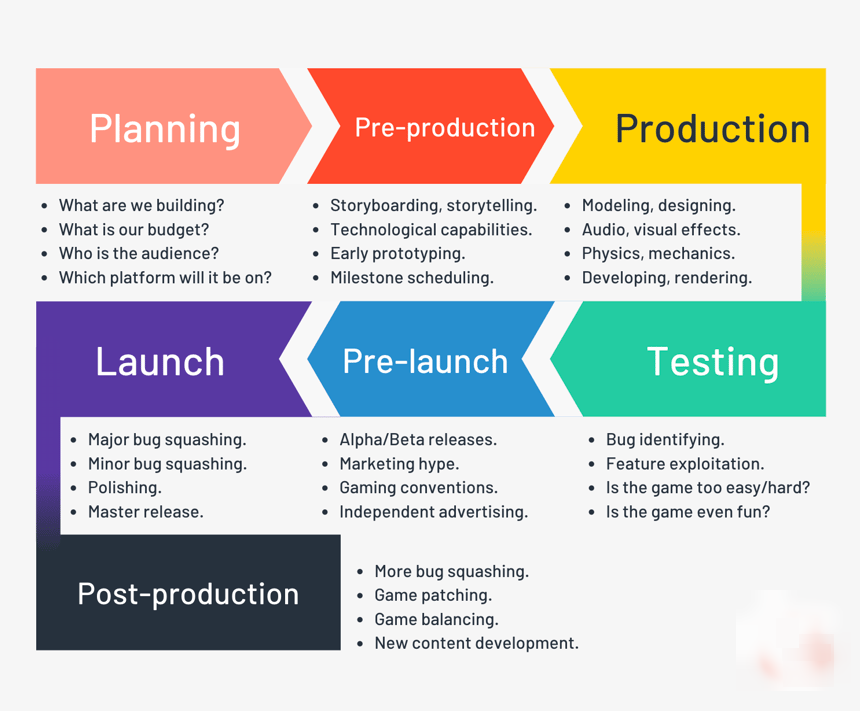 Planning
Pre-production
Production
• What are we building?
• What is our budget?
• Who is the audience?
• Which platform will it be on?
• Storyboarding, storytelling.
• Technological capabilities.
• Early prototyping.
• Milestone scheduling.
• Modeling, designing.
• Audio, visual effects.
• Physics, mechanics.
• Developing, rendering.
Testing
• Bug identifying.
• Feature exploitation.
• Is the game too easy/hard?
• Is the game even fun?
Pre-launch
• Alpha/Beta releases.
• Marketing hype.
• Gaming conventions.
• Independent advertising.
Launch
• Major bug squashing.
• Minor bug squashing.
• Polishing.
• Master release.
Post-production
• More bug squashing.
• Game patching.
• Game balancing.
• New content development.